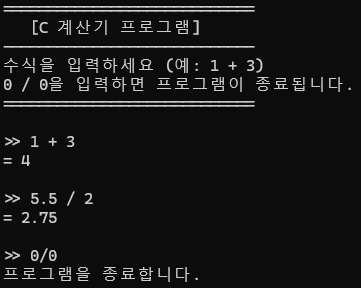 [C 계산기 프로그램]
수식을 입력하세요 (예: 1 + 3)
0 / 0을 입력하면 프로그램이 종료됩니다.
>> 1 + 3
= 4
>> 5.5 / 2
= 2.75
>> 0/0
프로그램을 종료합니다.